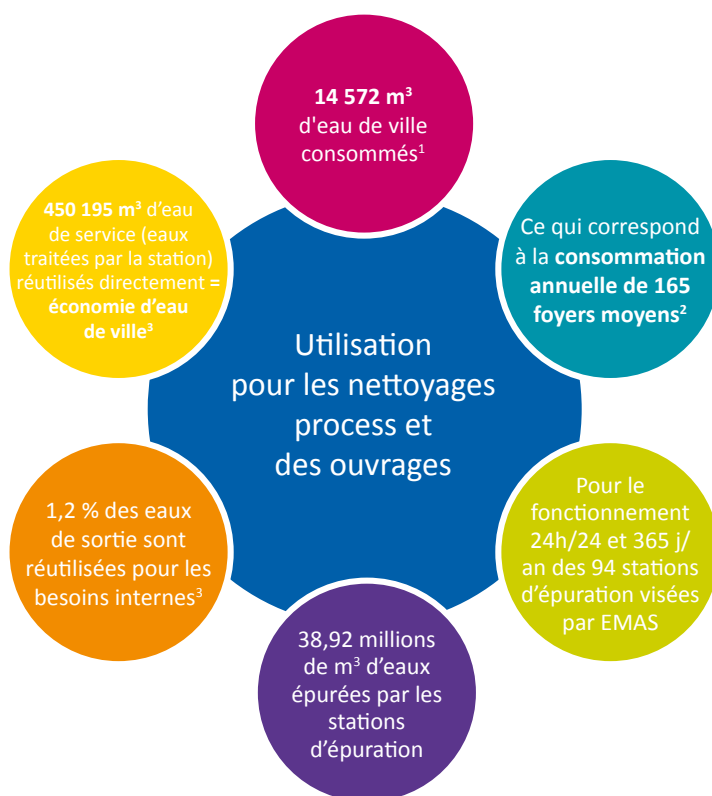 14 572 m³
d'eau de ville
consommés¹
450 195 m³ d’eau
de service (eaux
traitées par la station)
réutilisés directement =
économie d’eau
de ville³
Ce qui correspond
à la consommation
annuelle de 165
foyers moyens²
Utilisation
pour les nettoyages
process et
des ouvrages
1,2 % des eaux
de sortie sont
réutilisées pour les
besoins internes³
Pour le
fonctionnement
24h/24 et 365 j/
an des 94 stations
d’épuration visées
par EMAS
38,92 millions
de m³ d’eaux
épurées par les
stations
d’épuration